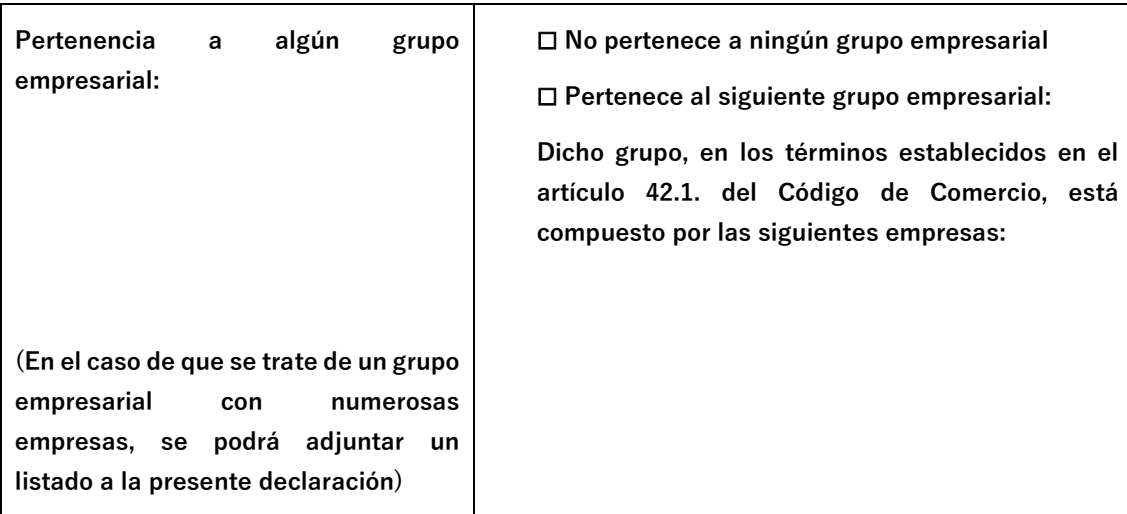 Pertenencia a algún grupo
empresarial:
(En el caso de que se trate de un grupo
empresarial con numerosas
empresas, se podrá adjuntar un
listado a la presente declaración)
☐ No pertenece a ningún grupo empresarial
☐ Pertenece al siguiente grupo empresarial:
Dicho grupo, en los términos establecidos en el
artículo 42.1. del Código de Comercio, está
compuesto por las siguientes empresas: